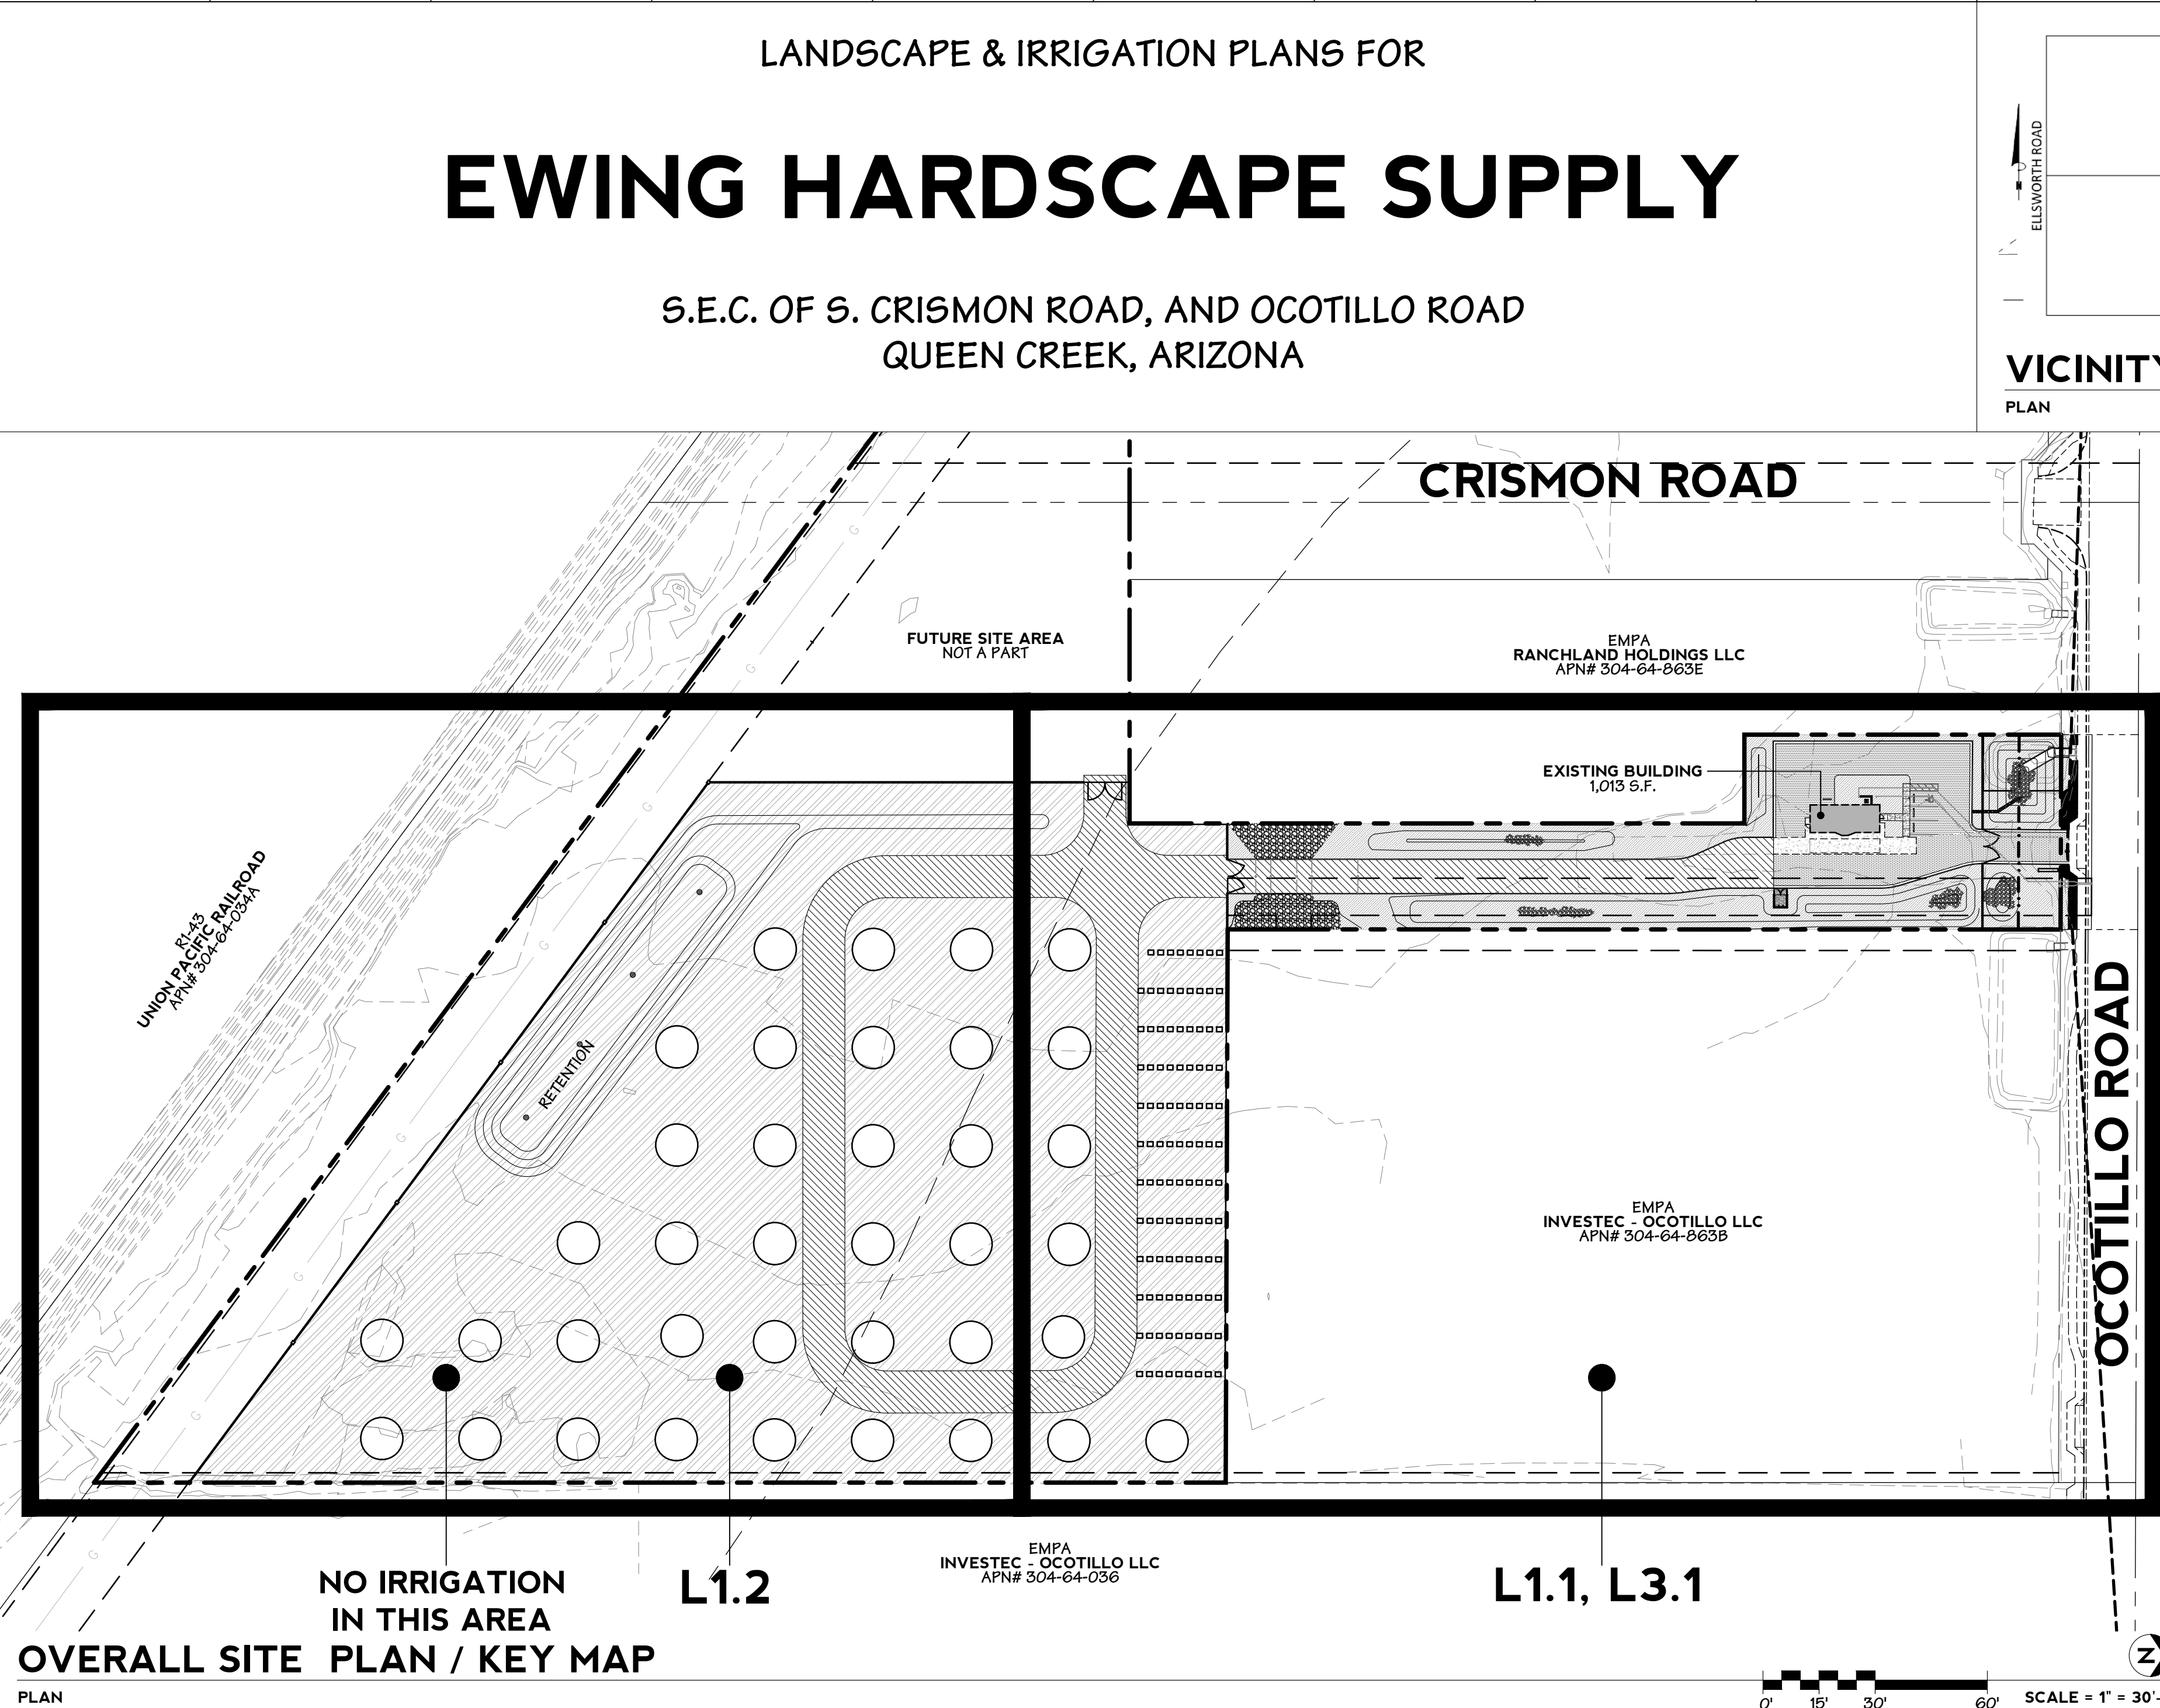 LANDSCAPE & IRRIGATION PLANS FOR
EWING HARDSCAPE SUPPLY
S.E.C. OF S. CRISMON ROAD, AND OCOTILLO ROAD
QUEEN CREEK, ARIZONA
ELLSWORTH ROAD
N
VICINITY
PLAN
CRISMON ROAD
FUTURE SITE AREA
NOT A PART
EMPA
RANCHLAND HOLDINGS LLC
APN# 304-64-863E
EXISTING BUILDING
1,013 S.F.
R1-43
UNION PACIFIC RAILROAD
APN# 304-64-034A
G
G
G
G
G
G
G
G
RETENTION
EMPA
INVESTEC - OCOTILLO LLC
APN# 304-64-863B
OCOTILLO ROAD
NO IRRIGATION
IN THIS AREA
L1.2
EMPA
INVESTEC - OCOTILLO LLC
APN# 304-64-036
L1.1, L3.1
OVERALL SITE PLAN / KEY MAP
PLAN
0' 15' 30' 60'
SCALE = 1" = 30'-
N